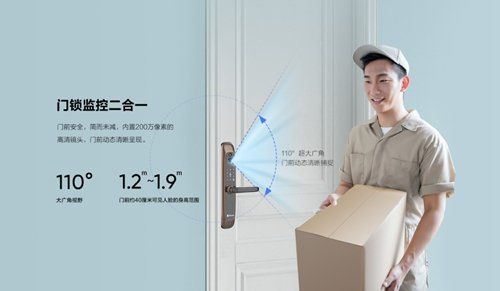 门锁监控二合一
门前安全，简而未减，内置200万像素的
高清镜头，门前动态清晰呈现。
110°
大广角视野
1.2m~1.9m
门前约40厘米可见人脸的身高范围
110° 超大广角
门前动态清晰捕捉